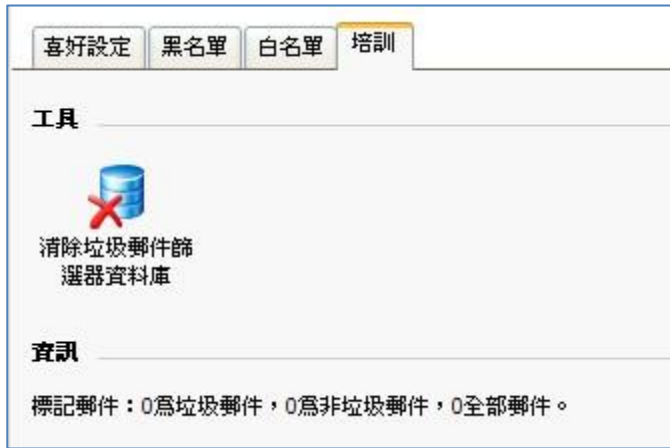 喜好設定 黑名單 白名單 培訓
工具
清除垃圾郵件篩
選器資料庫
資訊
標記郵件：0為垃圾郵件，0為非垃圾郵件，0全部郵件。